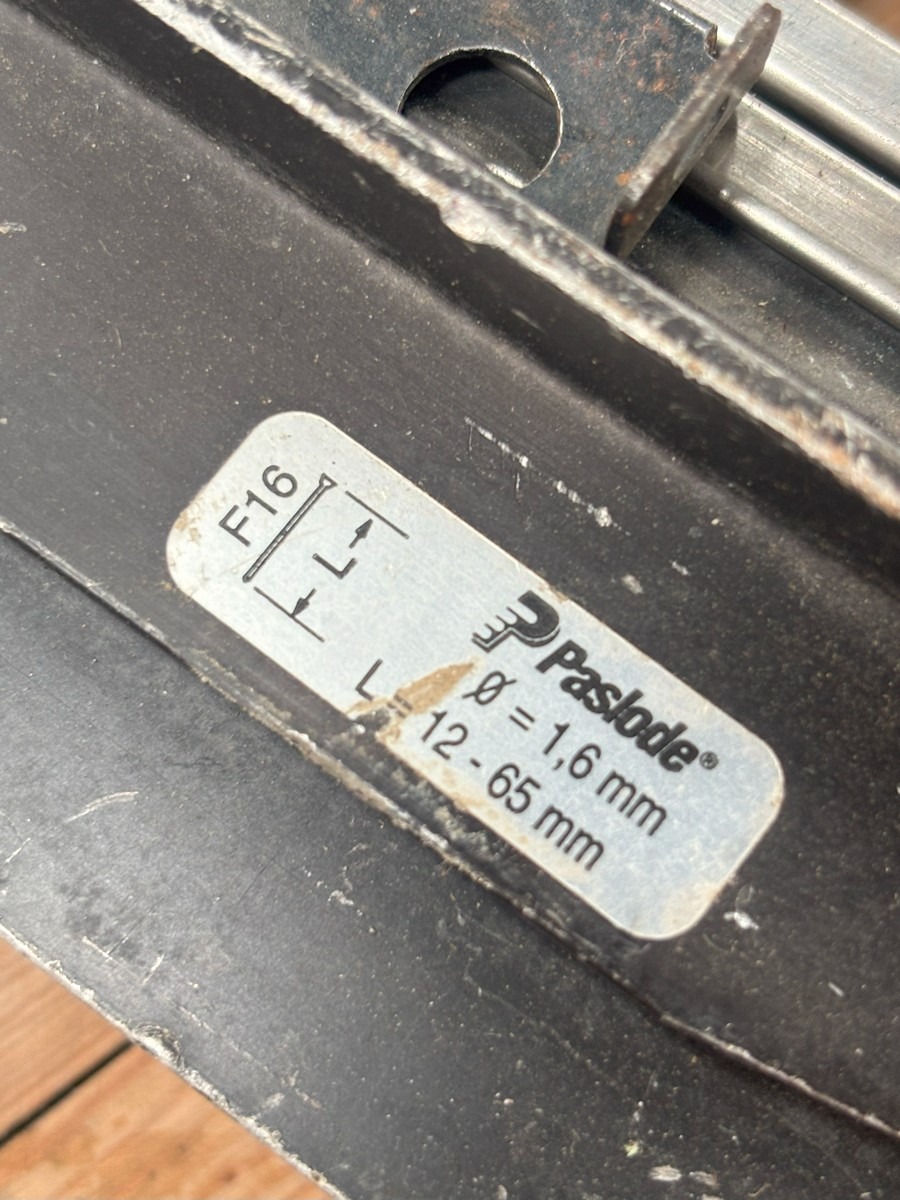 F16
L
Paslode®
Ø = 1,6 mm
L = 12 - 65 mm